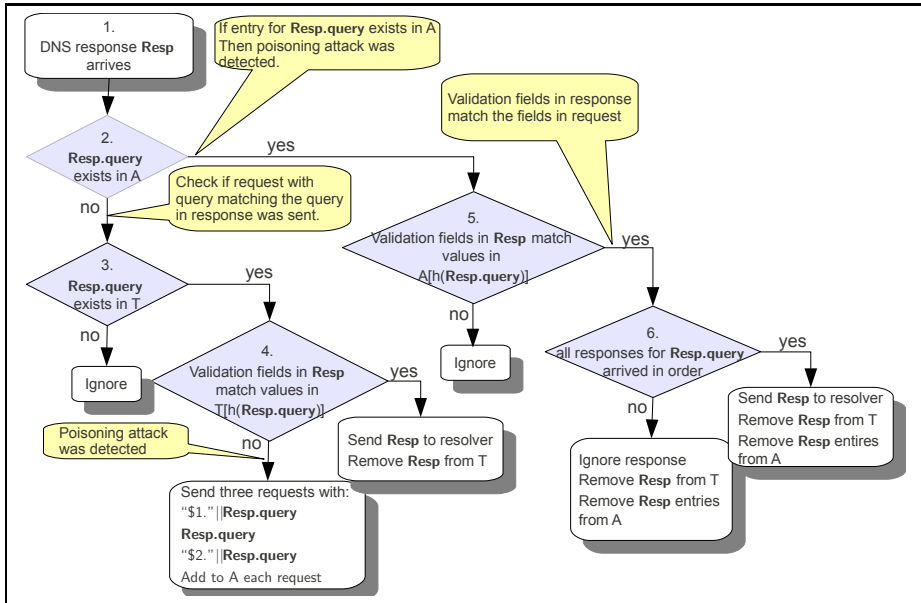 1.
DNS response Resp
arrives
If entry for Resp.query exists in A
Then poisoning attack was
detected.
Validation fields in response
match the fields in request
2.
Resp.query
exists in A
yes
no
Check if request with
query matching the query
in response was sent.
5.
Validation fields in Resp match
values in
A[h(Resp.query)]
yes
no
3.
Resp.query
exists in T
yes
no
Ignore
Ignore
4.
Validation fields in Resp
match values in
T[h(Resp.query)]
yes
no
6.
all responses for Resp.query
arrived in order
yes
no
Poisoning attack
was detected
Send Resp to resolver
Remove Resp from T
Send Resp to resolver
Remove Resp from T
Remove Resp entires
from A
Ignore response
Remove Resp from T
Remove Resp entries
from A
Send three requests with:
“$1.”||Resp.query
Resp.query
“$2.”||Resp.query
Add to A each request